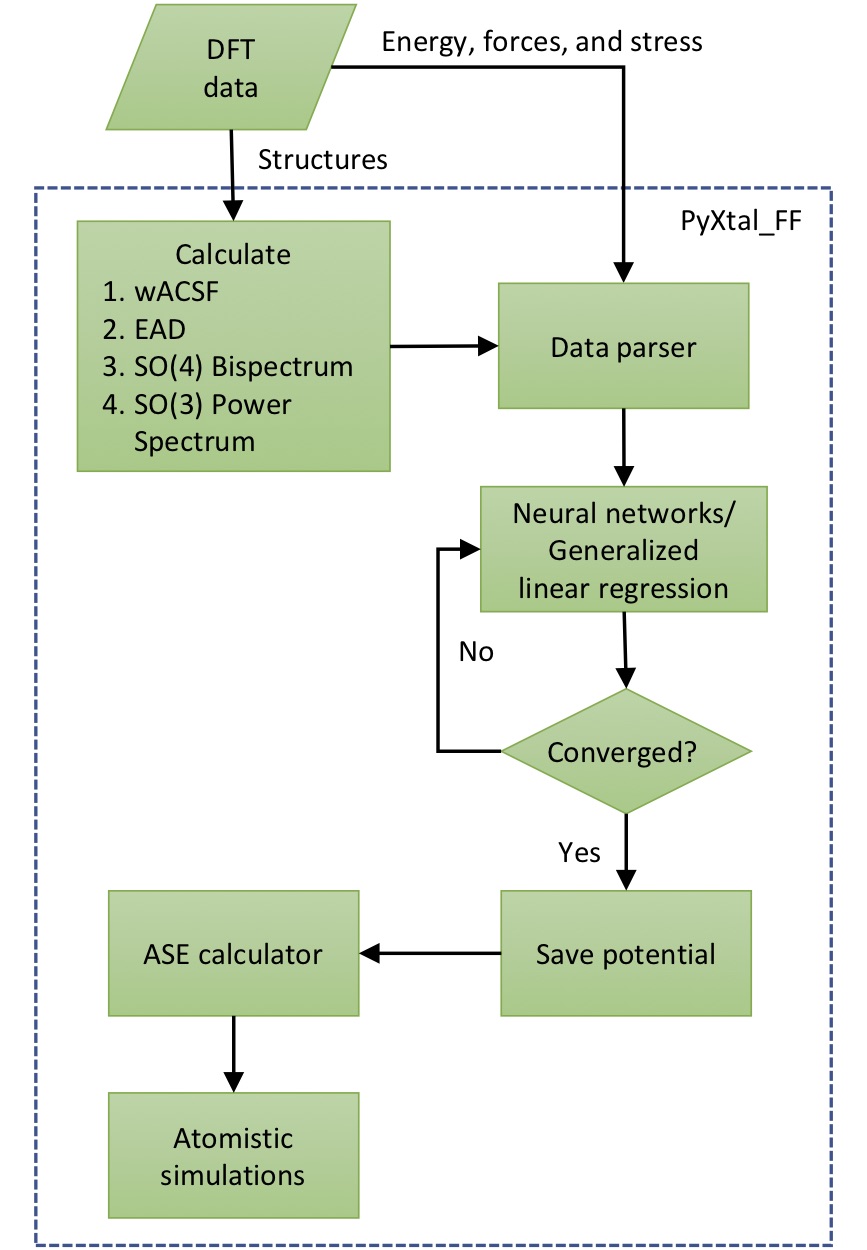 DFT
data
Energy, forces, and stress
Structures
PyXtal_FF
Calculate
1. wACSF
2. EAD
3. SO(4) Bispectrum
4. SO(3) Power
Spectrum
Data parser
Neural networks/
Generalized
linear regression
No
Converged?
Yes
Save potential
ASE calculator
Atomistic
simulations